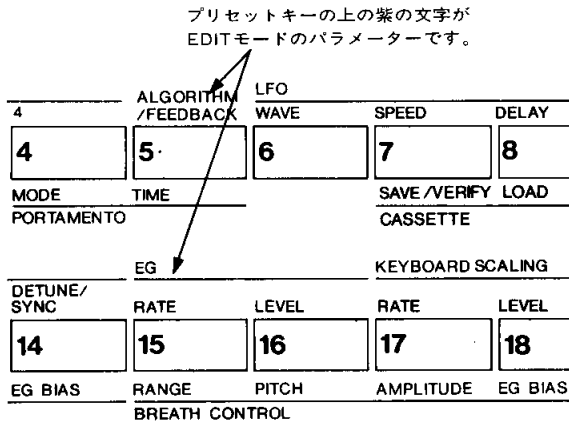 プリセットキーの上の紫の文字が
EDITモードのパラメーターです。
ALGORITHM
/FEEDBACK
LFO
4
WAVE
SPEED
DELAY
4
5
6
7
8
MODE
TIME
SAVE/VERIFY
LOAD
PORTAMENTO
CASSETTE
EG
KEYBOARD SCALING
DETUNE/
SYNC
RATE
LEVEL
RATE
LEVEL
14
15
16
17
18
EG BIAS
RANGE
PITCH
AMPLITUDE
EG BIAS
BREATH CONTROL